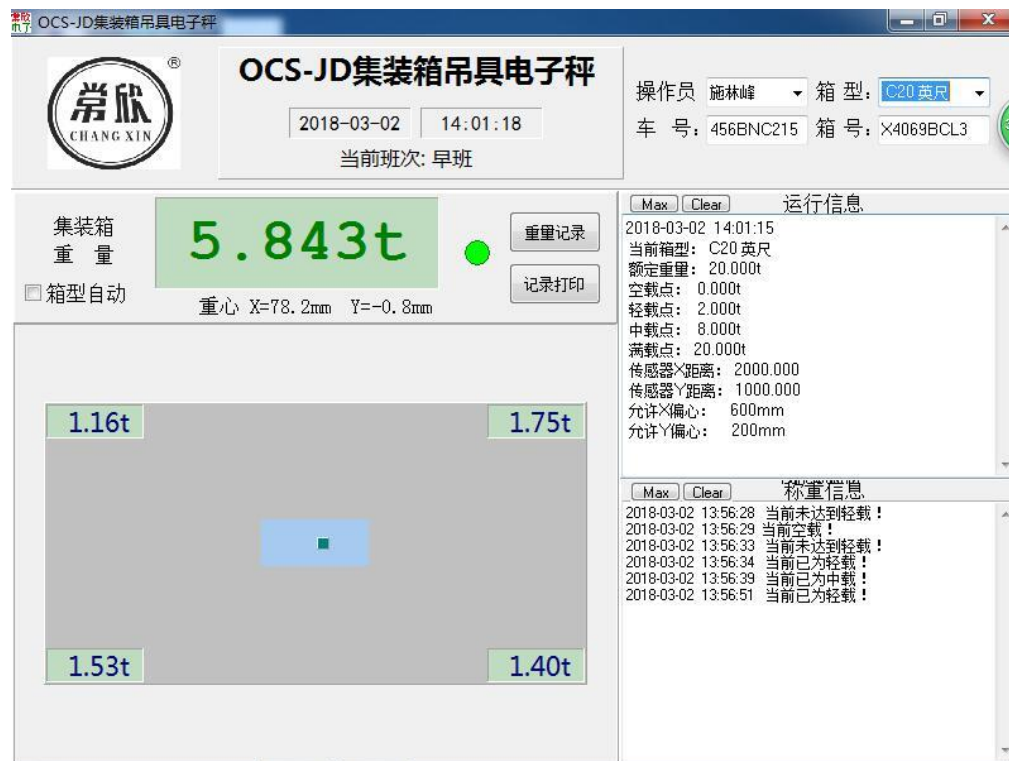 OCS-JD集装箱吊具电子秤
常欣
CHANG XIN
®
OCS-JD集装箱吊具电子秤
2018-03-02 14:01:18
当前班次: 早班
操作员 施林峰 箱 型: C20英尺
车 号: 456BNC215 箱 号: X4069BCL3
集装箱
重 量
5.843t
重量记录
记录打印
箱型自动
重心 X=78.2mm Y=-0.8mm
1.16t 1.75t
1.53t 1.40t
Max Clear 运行信息
2018-03-02 14:01:15
当前箱型: C20英尺
额定重量: 20.000t
空载点: 0.000t
轻载点: 2.000t
中载点: 8.000t
满载点: 20.000t
传感器X距离: 2000.000
传感器Y距离: 1000.000
允许X偏心: 600mm
允许Y偏心: 200mm
Max Clear 称重信息
2018-03-02 13:56:28 当前未达到轻载!
2018-03-02 13:56:29 当前空载!
2018-03-02 13:56:33 当前未达到轻载!
2018-03-02 13:56:34 当前已为轻载!
2018-03-02 13:56:39 当前已为中载!
2018-03-02 13:56:51 当前已为轻载!